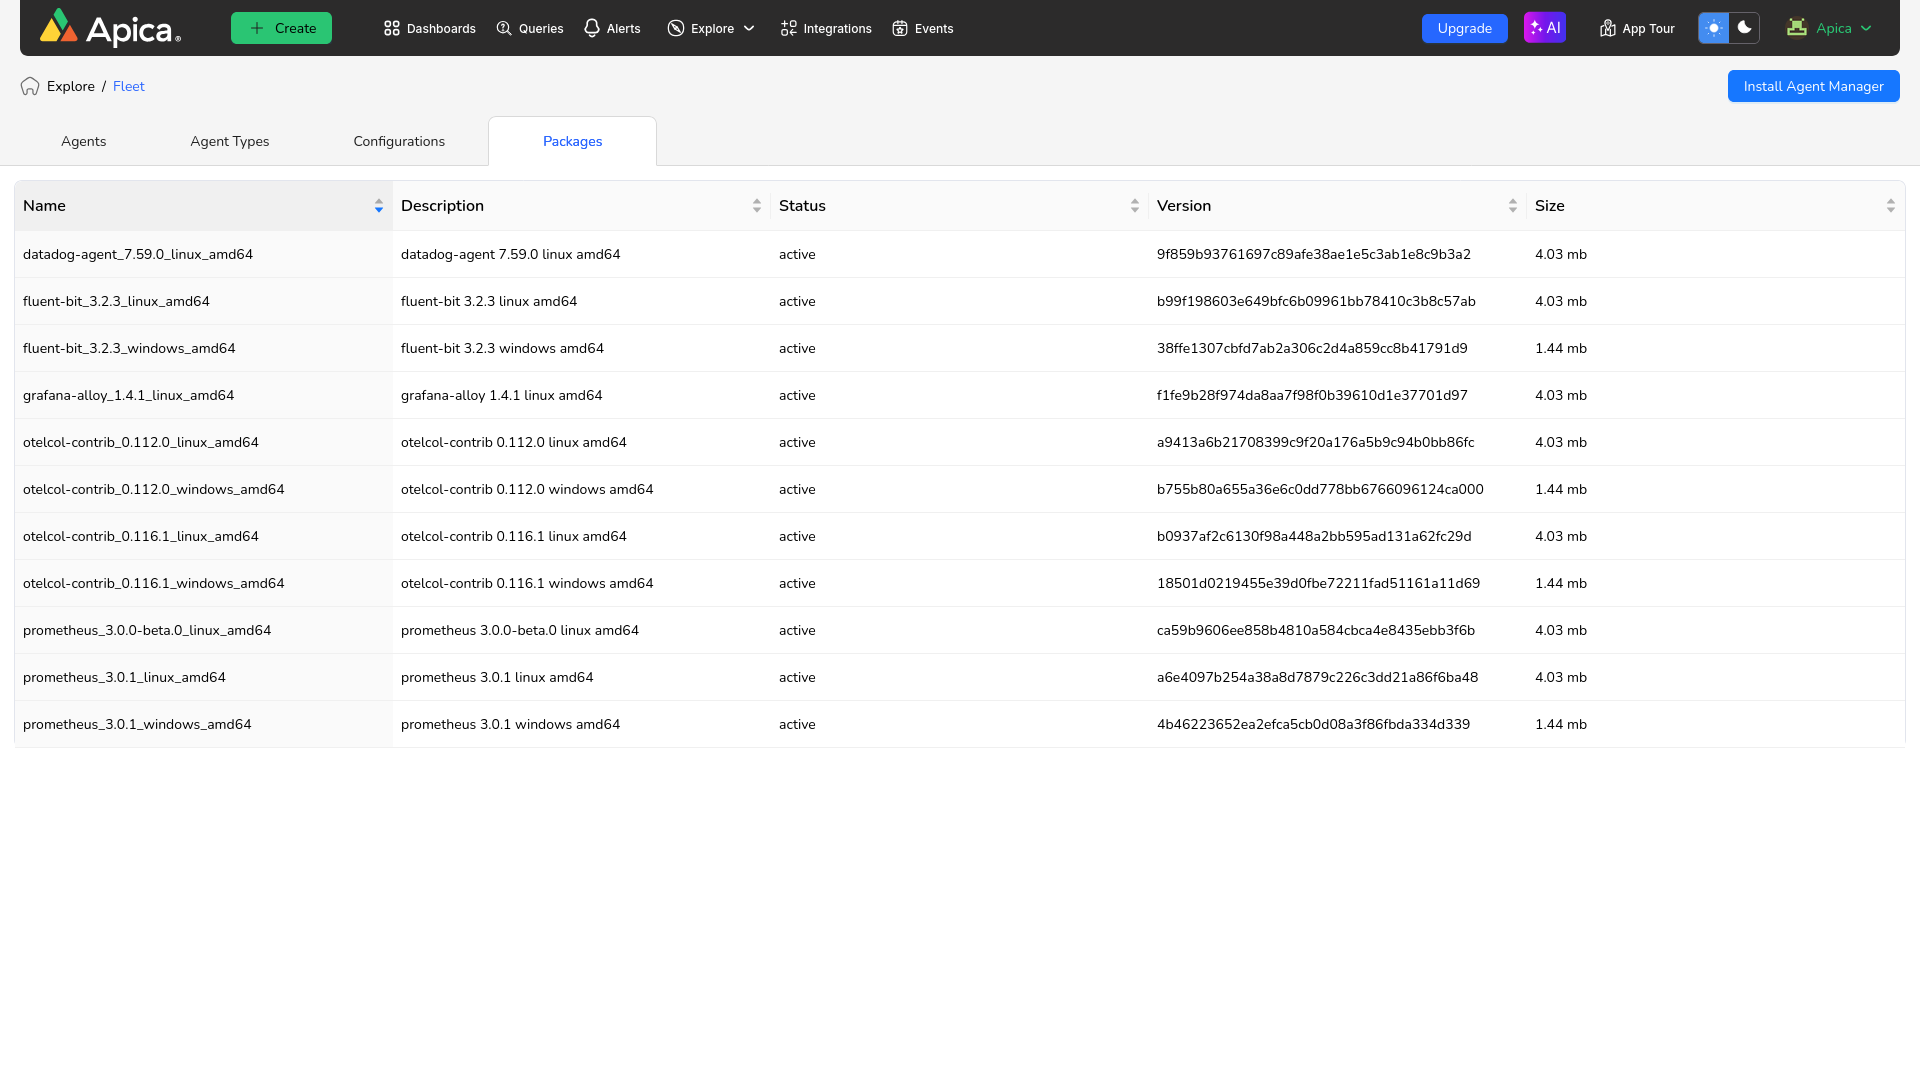 Apica
Create
Dashboards
Queries
Alerts
Explore
Integrations
Events
Upgrade
AI
App Tour
Apica
Explore / Fleet
Install Agent Manager
Agents
Agent Types
Configurations
Packages
Name Description Status Version Size
datadog-agent_7.59.0_linux_amd64 datadog-agent 7.59.0 linux amd64 active 9f859b93761697c89afe38ae1e5c3ab1e8c9b3a2 4.03 mb
fluent-bit_3.2.3_linux_amd64 fluent-bit 3.2.3 linux amd64 active b99f198603e649bfc6b09961bb78410c3b8c57ab 4.03 mb
fluent-bit_3.2.3_windows_amd64 fluent-bit 3.2.3 windows amd64 active 38ffe1307cbfd7ab2a306c2d4a859cc8b41791d9 1.44 mb
grafana-alloy_1.4.1_linux_amd64 grafana-alloy 1.4.1 linux amd64 active f1fe9b28f974da8aa7f98f0b39610d1e37701d97 4.03 mb
otelcol-contrib_0.112.0_linux_amd64 otelcol-contrib 0.112.0 linux amd64 active a9413a6b21708399c9f20a176a5b9c94b0bb86fc 4.03 mb
otelcol-contrib_0.112.0_windows_amd64 otelcol-contrib 0.112.0 windows amd64 active b755b80a655a36e6c0dd778bb6766096124ca000 1.44 mb
otelcol-contrib_0.116.1_linux_amd64 otelcol-contrib 0.116.1 linux amd64 active b0937af2c6130f98a448a2bb595ad131a62fc29d 4.03 mb
otelcol-contrib_0.116.1_windows_amd64 otelcol-contrib 0.116.1 windows amd64 active 18501d0219455e39d0fbe72211fad51161a11d69 1.44 mb
prometheus_3.0.0-beta.0_linux_amd64 prometheus 3.0.0-beta.0 linux amd64 active ca59b9606ee858b4810a584cbca4e8435ebb3f6b 4.03 mb
prometheus_3.0.1_linux_amd64 prometheus 3.0.1 linux amd64 active a6e4097b254a38a8d7879c226c3dd21a86f6ba48 4.03 mb
prometheus_3.0.1_windows_amd64 prometheus 3.0.1 windows amd64 active 4b46223652ea2efca5cb0d08a3f86fbda334d339 1.44 mb